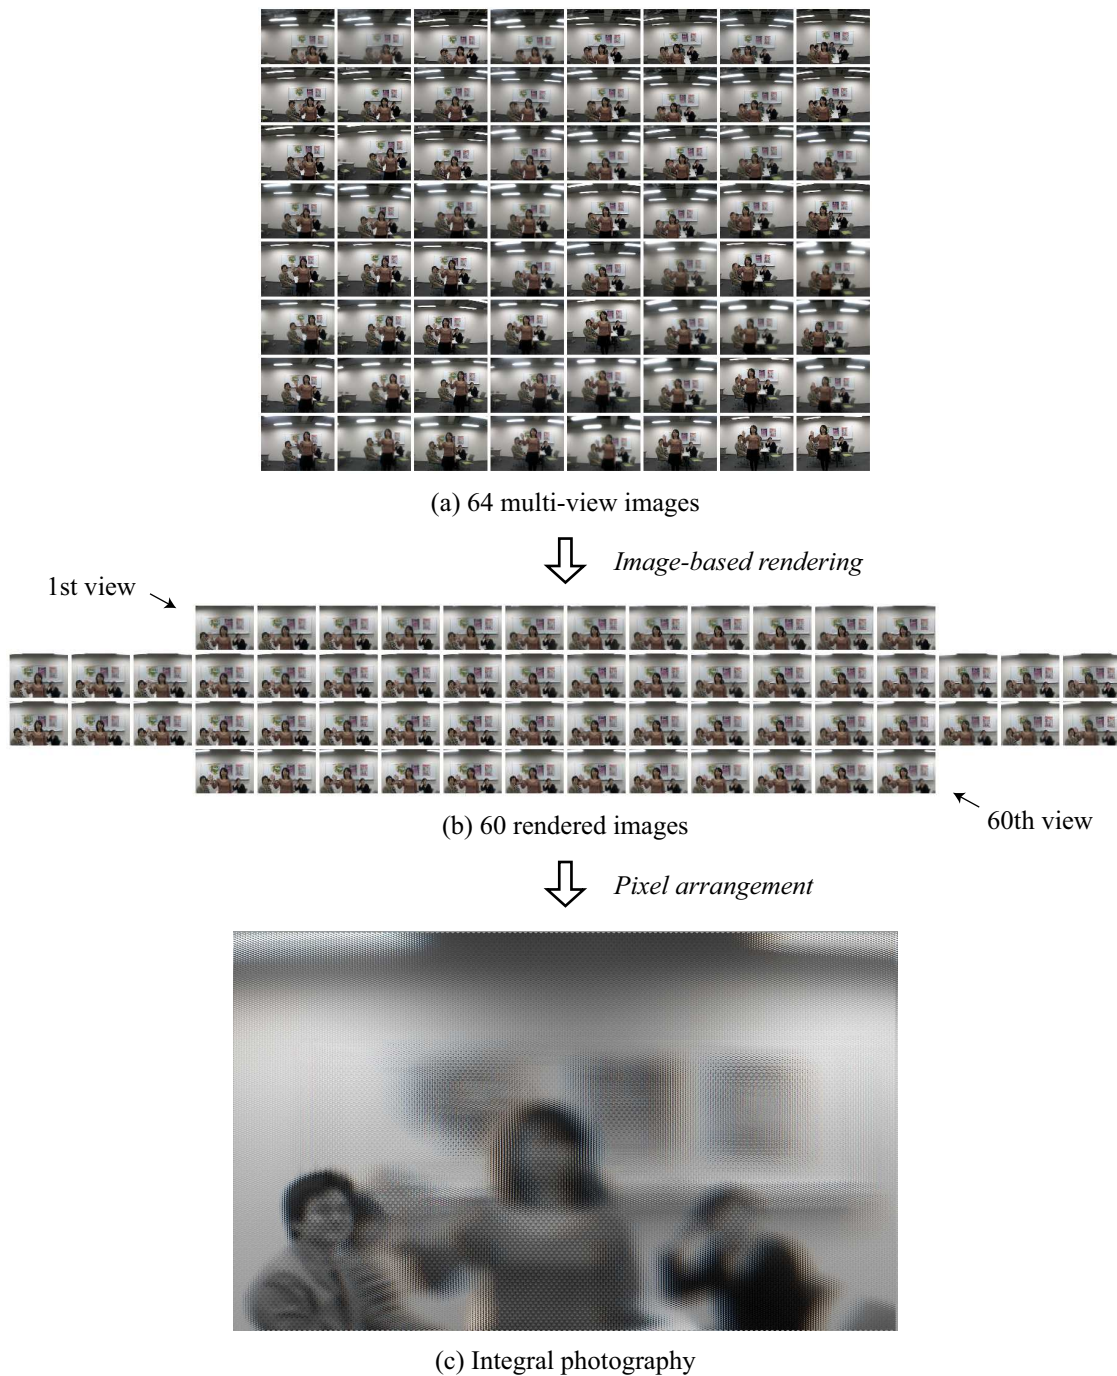 (a) 64 multi-view images
Image-based rendering
1st view
(b) 60 rendered images
60th view
Pixel arrangement
(c) Integral photography